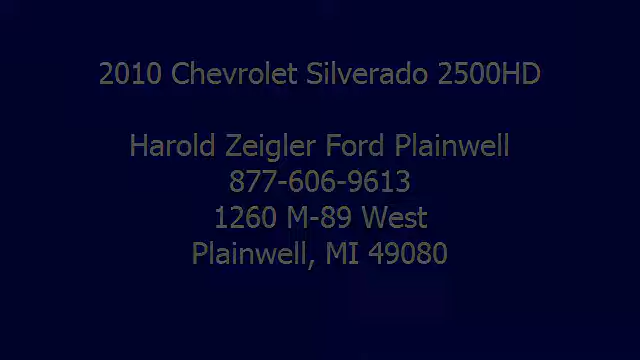 2010 Chevrolet Silverado 2500HD
Harold Zeigler Ford Plainwell
877-606-9613
1260 M-89 West
Plainwell, MI 49080